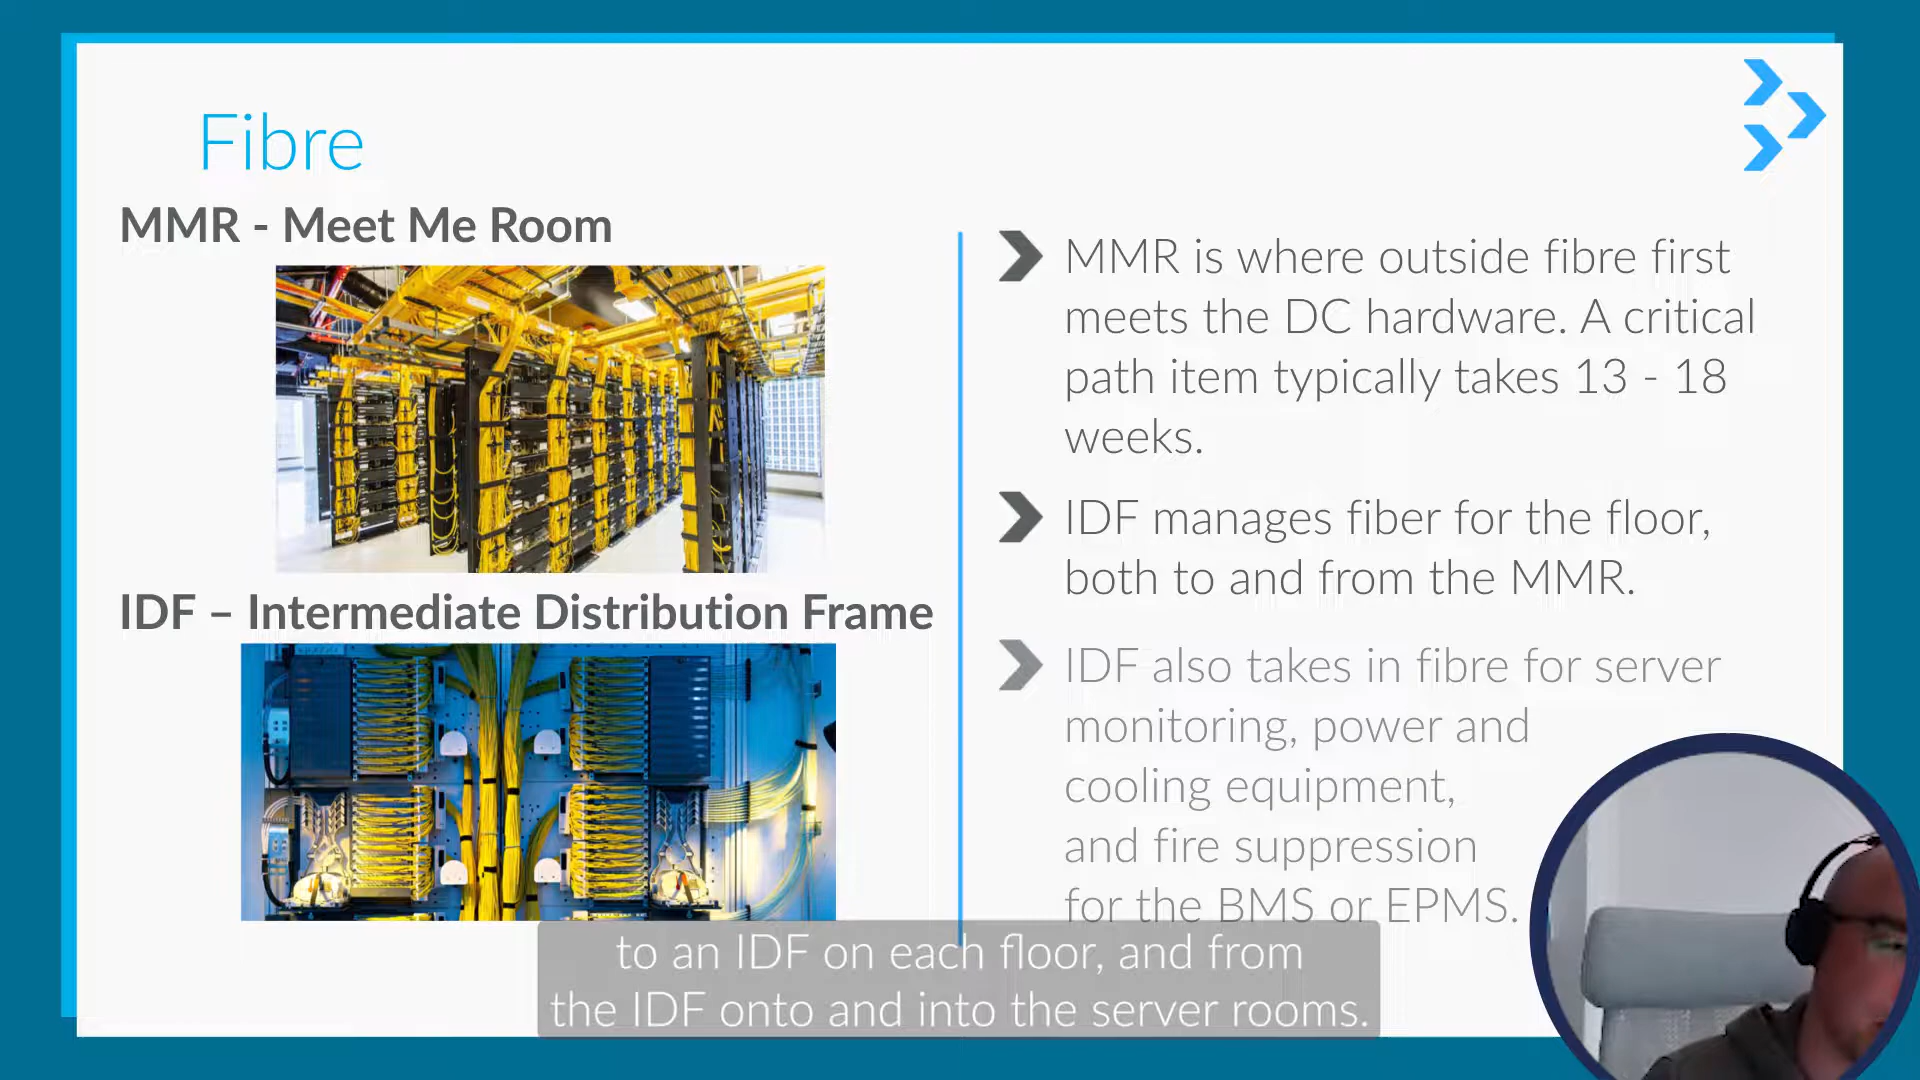 Fibre
MMR - Meet Me Room
IDF – Intermediate Distribution Frame
MMR is where outside fibre first
meets the DC hardware. A critical
path item typically takes 13 - 18
weeks.
IDF manages fiber for the floor,
both to and from the MMR.
IDF also takes in fibre for server
monitoring, power and
cooling equipment,
and fire suppression
for the BMS or EPMS.
to an IDF on each floor, and from
the IDF onto and into the server rooms.